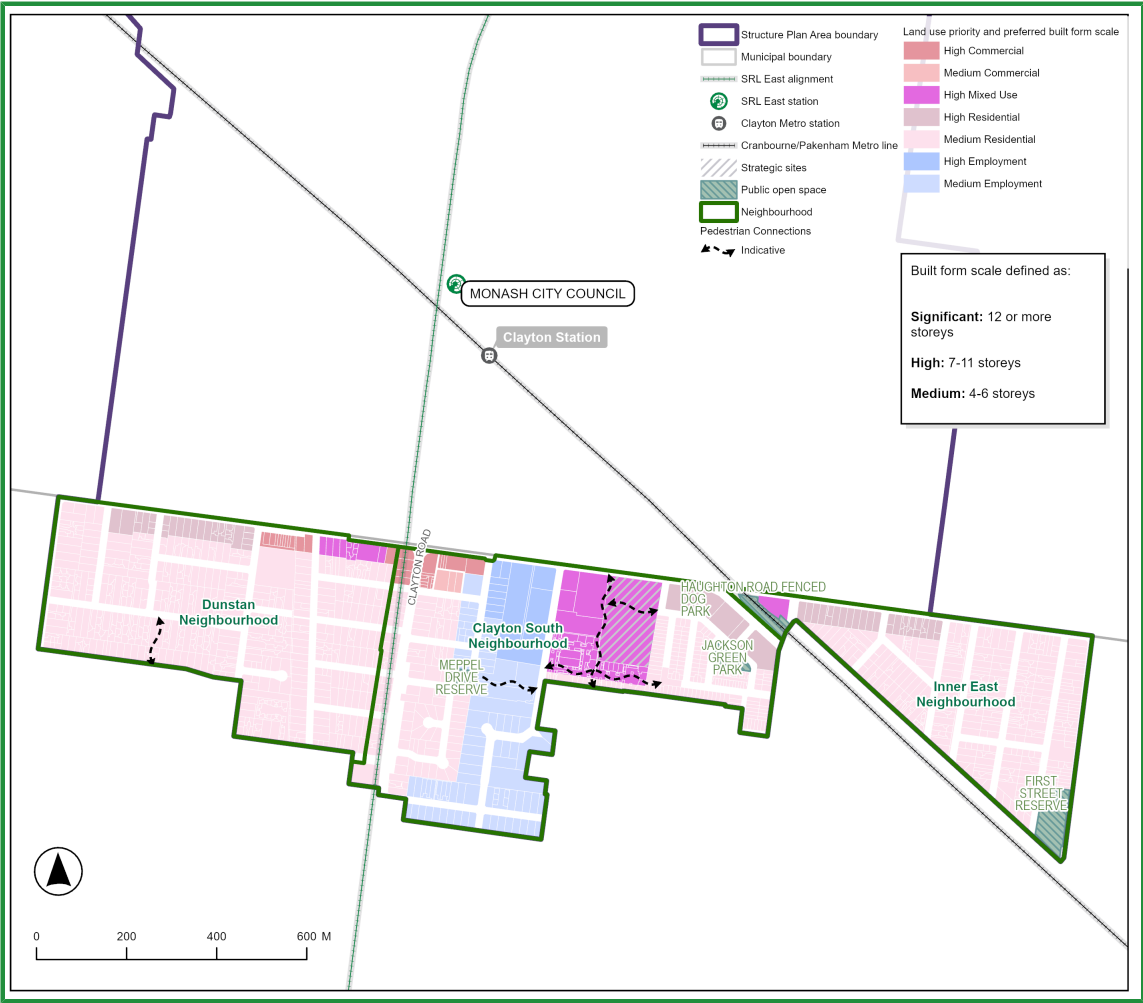 Structure Plan Area boundary
Municipal boundary
SRL East alignment
SRL East station
Clayton Metro station
Cranbourne/Pakenham Metro line
Strategic sites
Public open space
Neighbourhood
Pedestrian Connections
Indicative
Land use priority and preferred built form scale
High Commercial
Medium Commercial
High Mixed Use
High Residential
Medium Residential
High Employment
Medium Employment
Built form scale defined as:
Significant: 12 or more
storeys
High: 7-11 storeys
Medium: 4-6 storeys
MONASH CITY COUNCIL
Clayton Station
CLAYTON ROAD
HAUGHTON ROAD FENCED
DOG
PARK
Dunstan
Neighbourhood
Clayton South
Neighbourhood
JACKSON
GREEN
PARK
MEPPEL
DRIVE
RESERVE
Inner East
Neighbourhood
FIRST
STREET
RESERVE
0 200 400 600 M